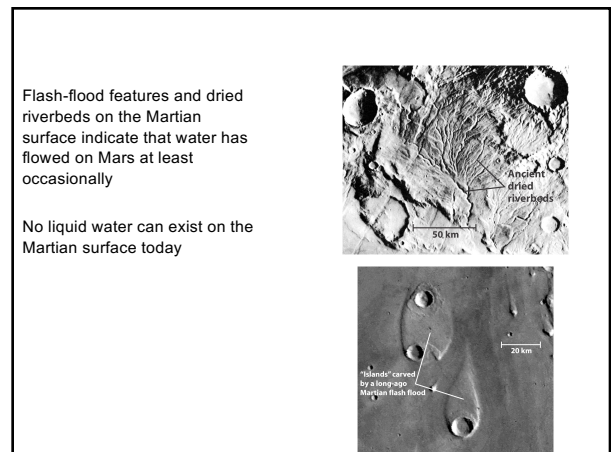 Flash-flood features and dried
riverbeds on the Martian
surface indicate that water has
flowed on Mars at least
occasionally
No liquid water can exist on the
Martian surface today
Ancient
dried
riverbeds
50 km
20 km
"Islands" carved
by a long-ago
Martian flash flood